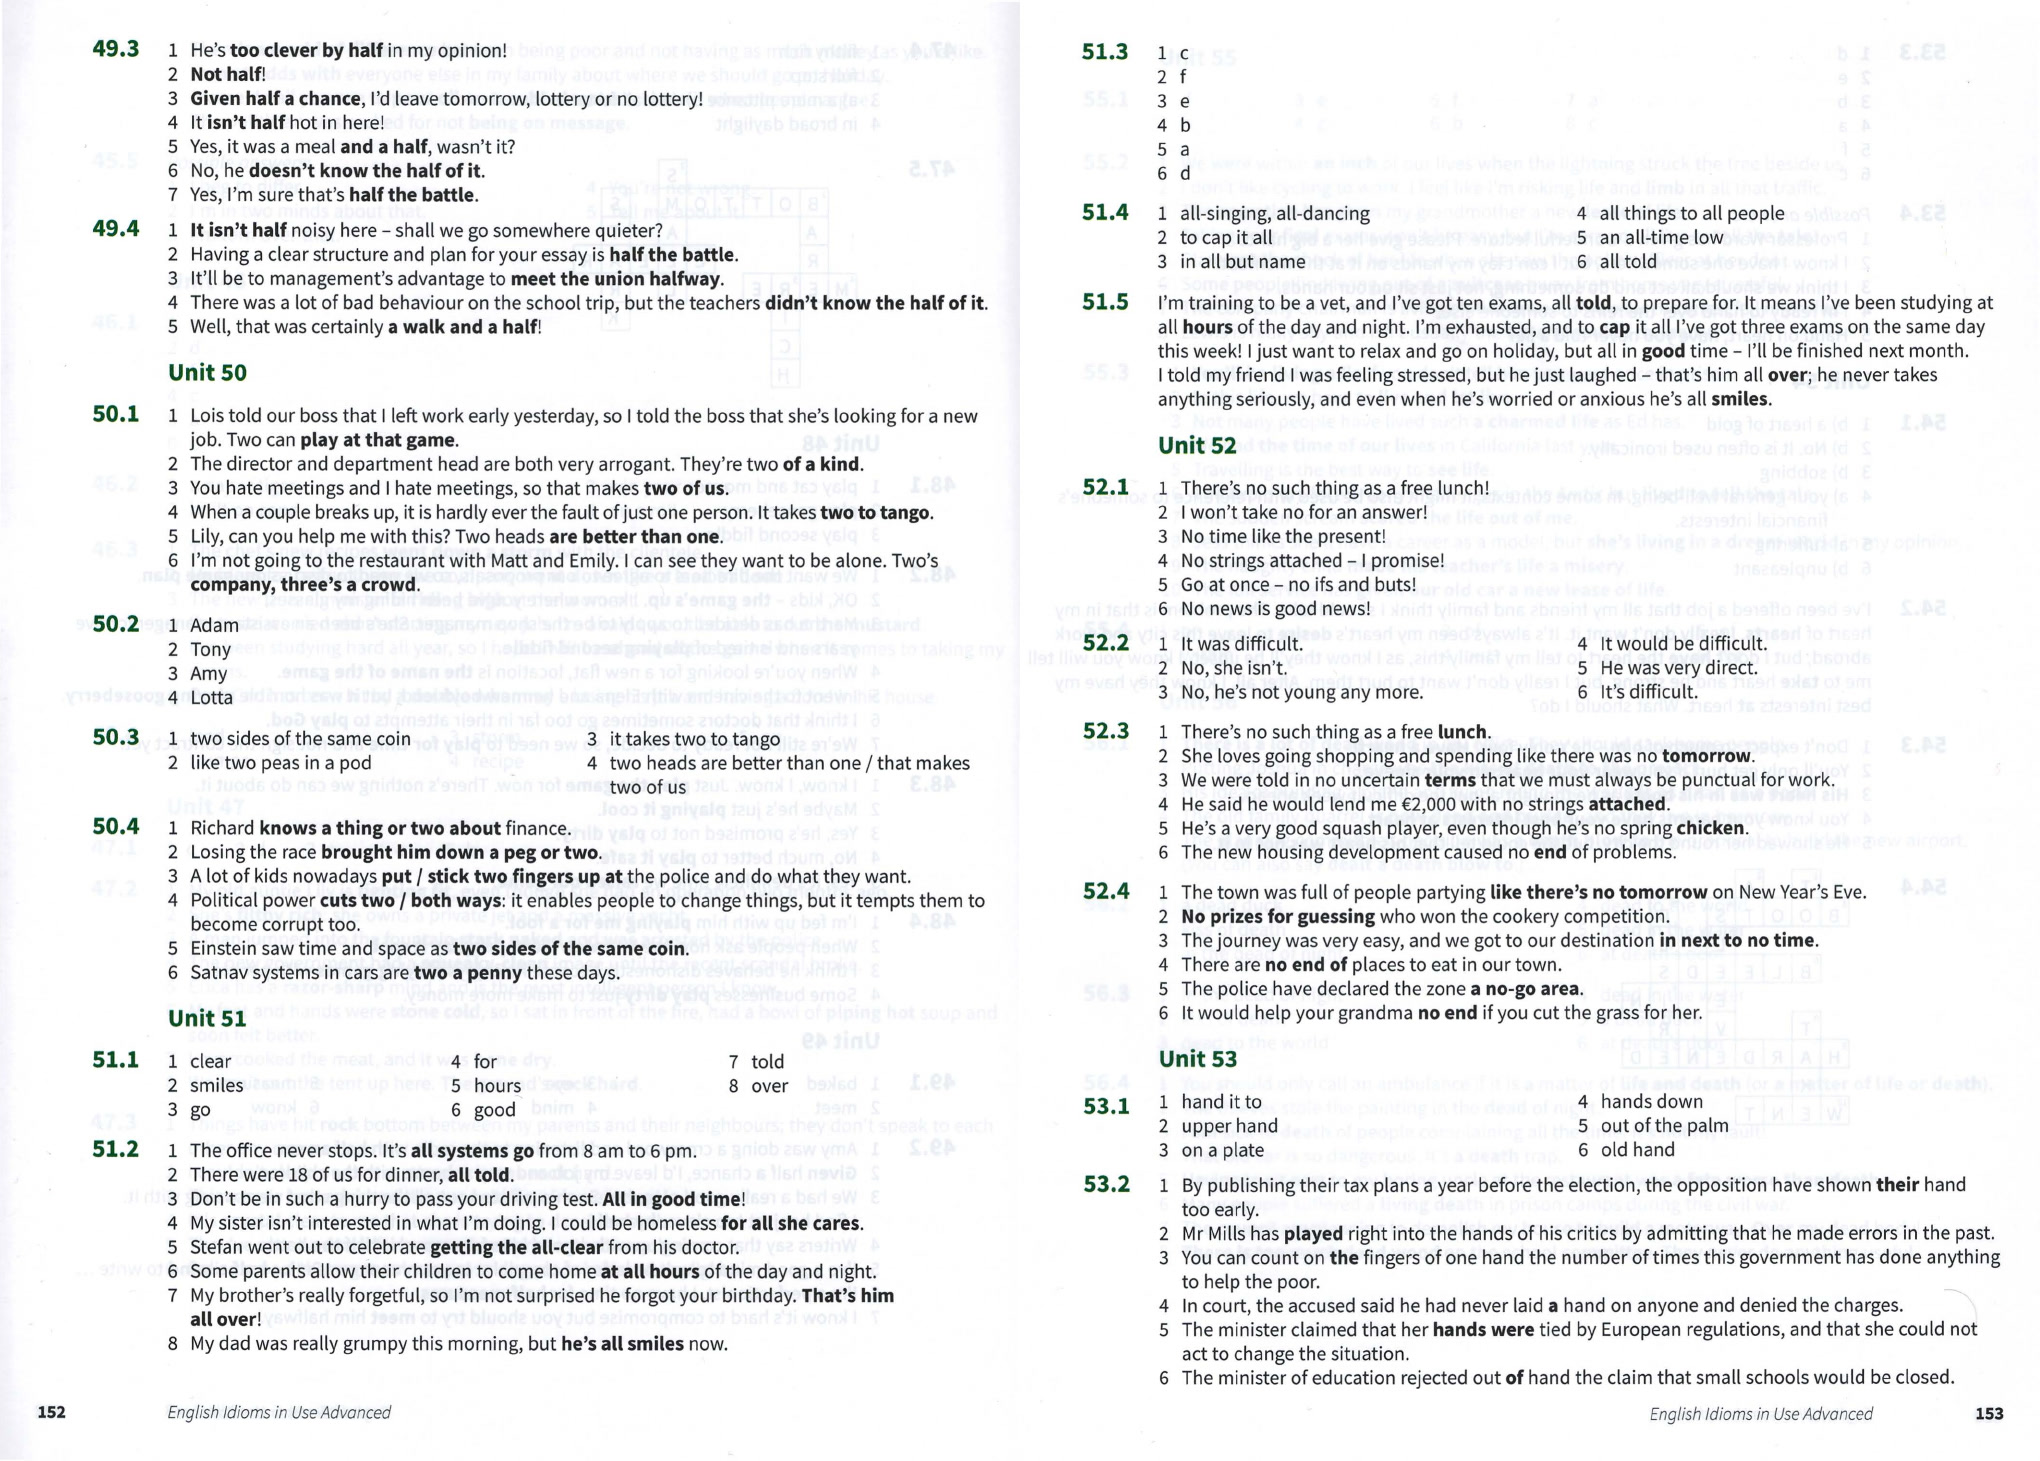 49.3 1 He's too clever by half in my opinion!
2 Not half!
3 Given half a chance, I'd leave tomorrow, lottery or no lottery!
4 It isn't half hot in here!
5 Yes, it was a meal and a half, wasn't it?
6 No, he doesn't know the half of it.
7 Yes, I'm sure that's half the battle.
49.4 1 It isn't half noisy here – shall we go somewhere quieter?
2 Having a clear structure and plan for your essay is half the battle.
3 It'll be to management's advantage to meet the union halfway.
4 There was a lot of bad behaviour on the school trip, but the teachers didn't know the half of it.
5 Well, that was certainly a walk and a half!
Unit 50
50.1 1 Lois told our boss that I left work early yesterday, so I told the boss that she's looking for a new
job. Two can play at that game.
2 The director and department head are both very arrogant. They're two of a kind.
3 You hate meetings and I hate meetings, so that makes two of us.
4 When a couple breaks up, it is hardly ever the fault of just one person. It takes two to tango.
5 Lily, can you help me with this? Two heads are better than one.
6 I'm not going to the restaurant with Matt and Emily. I can see they want to be alone. Two's
company, three's a crowd.
50.2 1 Adam
2 Tony
3 Amy
4 Lotta
50.3 1 two sides of the same coin
2 like two peas in a pod
3 it takes two to tango
4 two heads are better than one / that makes
two of us
50.4 1 Richard knows a thing or two about finance.
2 Losing the race brought him down a peg or two.
3 A lot of kids nowadays put / stick two fingers up at the police and do what they want.
4 Political power cuts two / both ways: it enables people to change things, but it tempts them to
become corrupt too.
5 Einstein saw time and space as two sides of the same coin.
6 Satnav systems in cars are two a penny these days.
Unit 51
51.1 1 clear
2 smiles
3 go
4 for
5 hours
6 good
7 told
8 over
51.2 1 The office never stops. It's all systems go from 8 am to 6 pm.
2 There were 18 of us for dinner, all told.
3 Don't be in such a hurry to pass your driving test. All in good time!
4 My sister isn't interested in what I'm doing. I could be homeless for all she cares.
5 Stefan went out to celebrate getting the all-clear from his doctor.
6 Some parents allow their children to come home at all hours of the day and night.
7 My brother's really forgetful, so I'm not surprised he forgot your birthday. That's him
all over!
8 My dad was really grumpy this morning, but he's all smiles now.
152 English Idioms in Use Advanced
51.3 1 c
2 f
3 e
4 b
5 a
6 d
51.4 1 all-singing, all-dancing
2 to cap it all
3 in all but name
4 all things to all people
5 an all-time low
6 all told
51.5 I'm training to be a vet, and I've got ten exams, all told, to prepare for. It means I've been studying at
all hours of the day and night. I'm exhausted, and to cap it all I've got three exams on the same day
this week! I just want to relax and go on holiday, but all in good time – I'll be finished next month.
I told my friend I was feeling stressed, but he just laughed – that's him all over; he never takes
anything seriously, and even when he's worried or anxious he's all smiles.
Unit 52
52.1 1 There's no such thing as a free lunch!
2 I won't take no for an answer!
3 No time like the present!
4 No strings attached – I promise!
5 Go at once – no ifs and buts!
6 No news is good news!
52.2 1 It was difficult.
2 No, she isn't.
3 No, he's not young any more.
4 It would be difficult.
5 He was very direct.
6 It's difficult.
52.3 1 There's no such thing as a free lunch.
2 She loves going shopping and spending like there was no tomorrow.
3 We were told in no uncertain terms that we must always be punctual for work.
4 He said he would lend me €2,000 with no strings attached.
5 He's a very good squash player, even though he's no spring chicken.
6 The new housing development caused no end of problems.
52.4 1 The town was full of people partying like there's no tomorrow on New Year's Eve.
2 No prizes for guessing who won the cookery competition.
3 The journey was very easy, and we got to our destination in next to no time.
4 There are no end of places to eat in our town.
5 The police have declared the zone a no-go area.
6 It would help your grandma no end if you cut the grass for her.
Unit 53
53.1 1 hand it to
2 upper hand
3 on a plate
4 hands down
5 out of the palm
6 old hand
53.2 1 By publishing their tax plans a year before the election, the opposition have shown their hand
too early.
2 Mr Mills has played right into the hands of his critics by admitting that he made errors in the past.
3 You can count on the fingers of one hand the number of times this government has done anything
to help the poor.
4 In court, the accused said he had never laid a hand on anyone and denied the charges.
5 The minister claimed that her hands were tied by European regulations, and that she could not
act to change the situation.
6 The minister of education rejected out of hand the claim that small schools would be closed.
English Idioms in Use Advanced 153